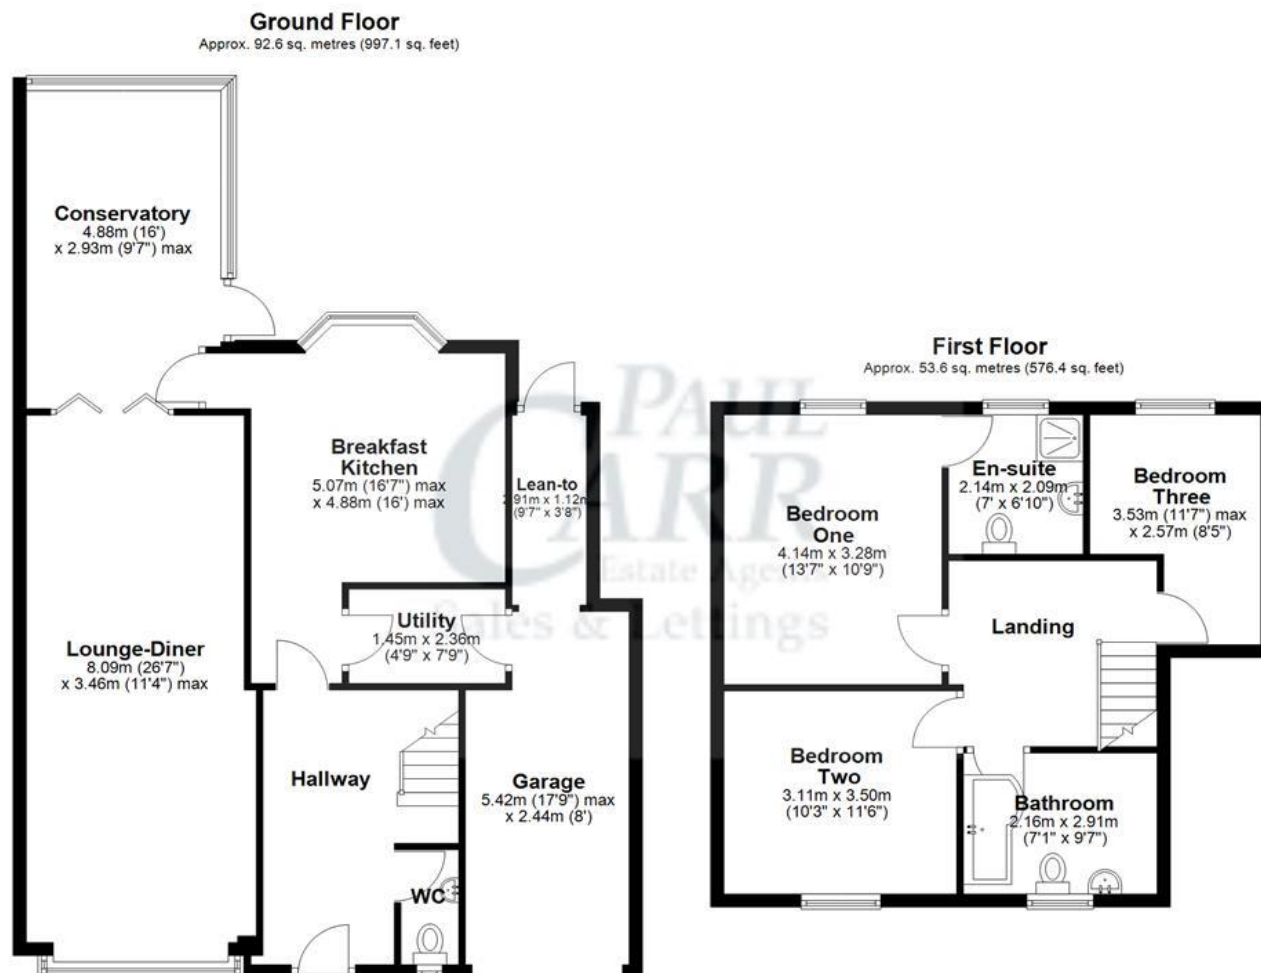 Ground Floor
Approx. 92.6 sq. metres (997.1 sq. feet)
Conservatory
4.88m (16')
x 2.93m (9'7") max
Breakfast
Kitchen
5.07m (16'7") max
x 4.88m (16') max
Lean-to
2.91m x 1.12m
(9'7" x 3'8")
Utility
1.45m x 2.36m
(4'9" x 7'9")
Lounge-Diner
8.09m (26'7")
x 3.46m (11'4") max
Hallway
Garage
5.42m (17'9") max
x 2.44m (8')
WC
First Floor
Approx. 53.6 sq. metres (576.4 sq. feet)
Bedroom
One
4.14m x 3.28m
(13'7" x 10'9")
En-suite
2.14m x 2.09m
(7' x 6'10")
Bedroom
Three
3.53m (11'7") max
x 2.57m (8'5")
Landing
Bedroom
Two
3.11m x 3.50m
(10'3" x 11'6")
Bathroom
2.16m x 2.91m
(7'1" x 9'7")
PAUL
CARR
Estate Agents
Sales & Lettings